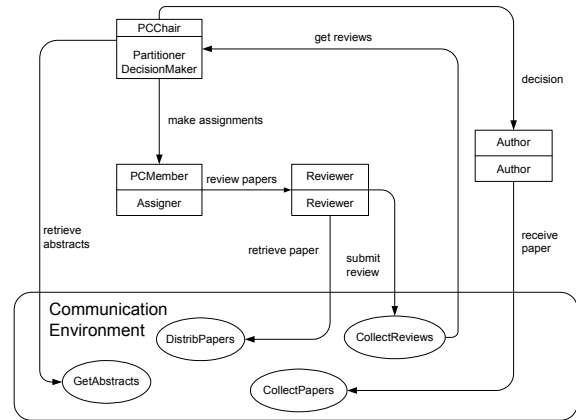 PCChair
Partitioner
DecisionMaker
get reviews
decision
make assignments
PCMember
Assigner
review papers
Reviewer
Reviewer
Author
Author
retrieve
abstracts
retrieve paper
submit
review
receive
paper
Communication
Environment
DistribPapers
CollectReviews
GetAbstracts
CollectPapers